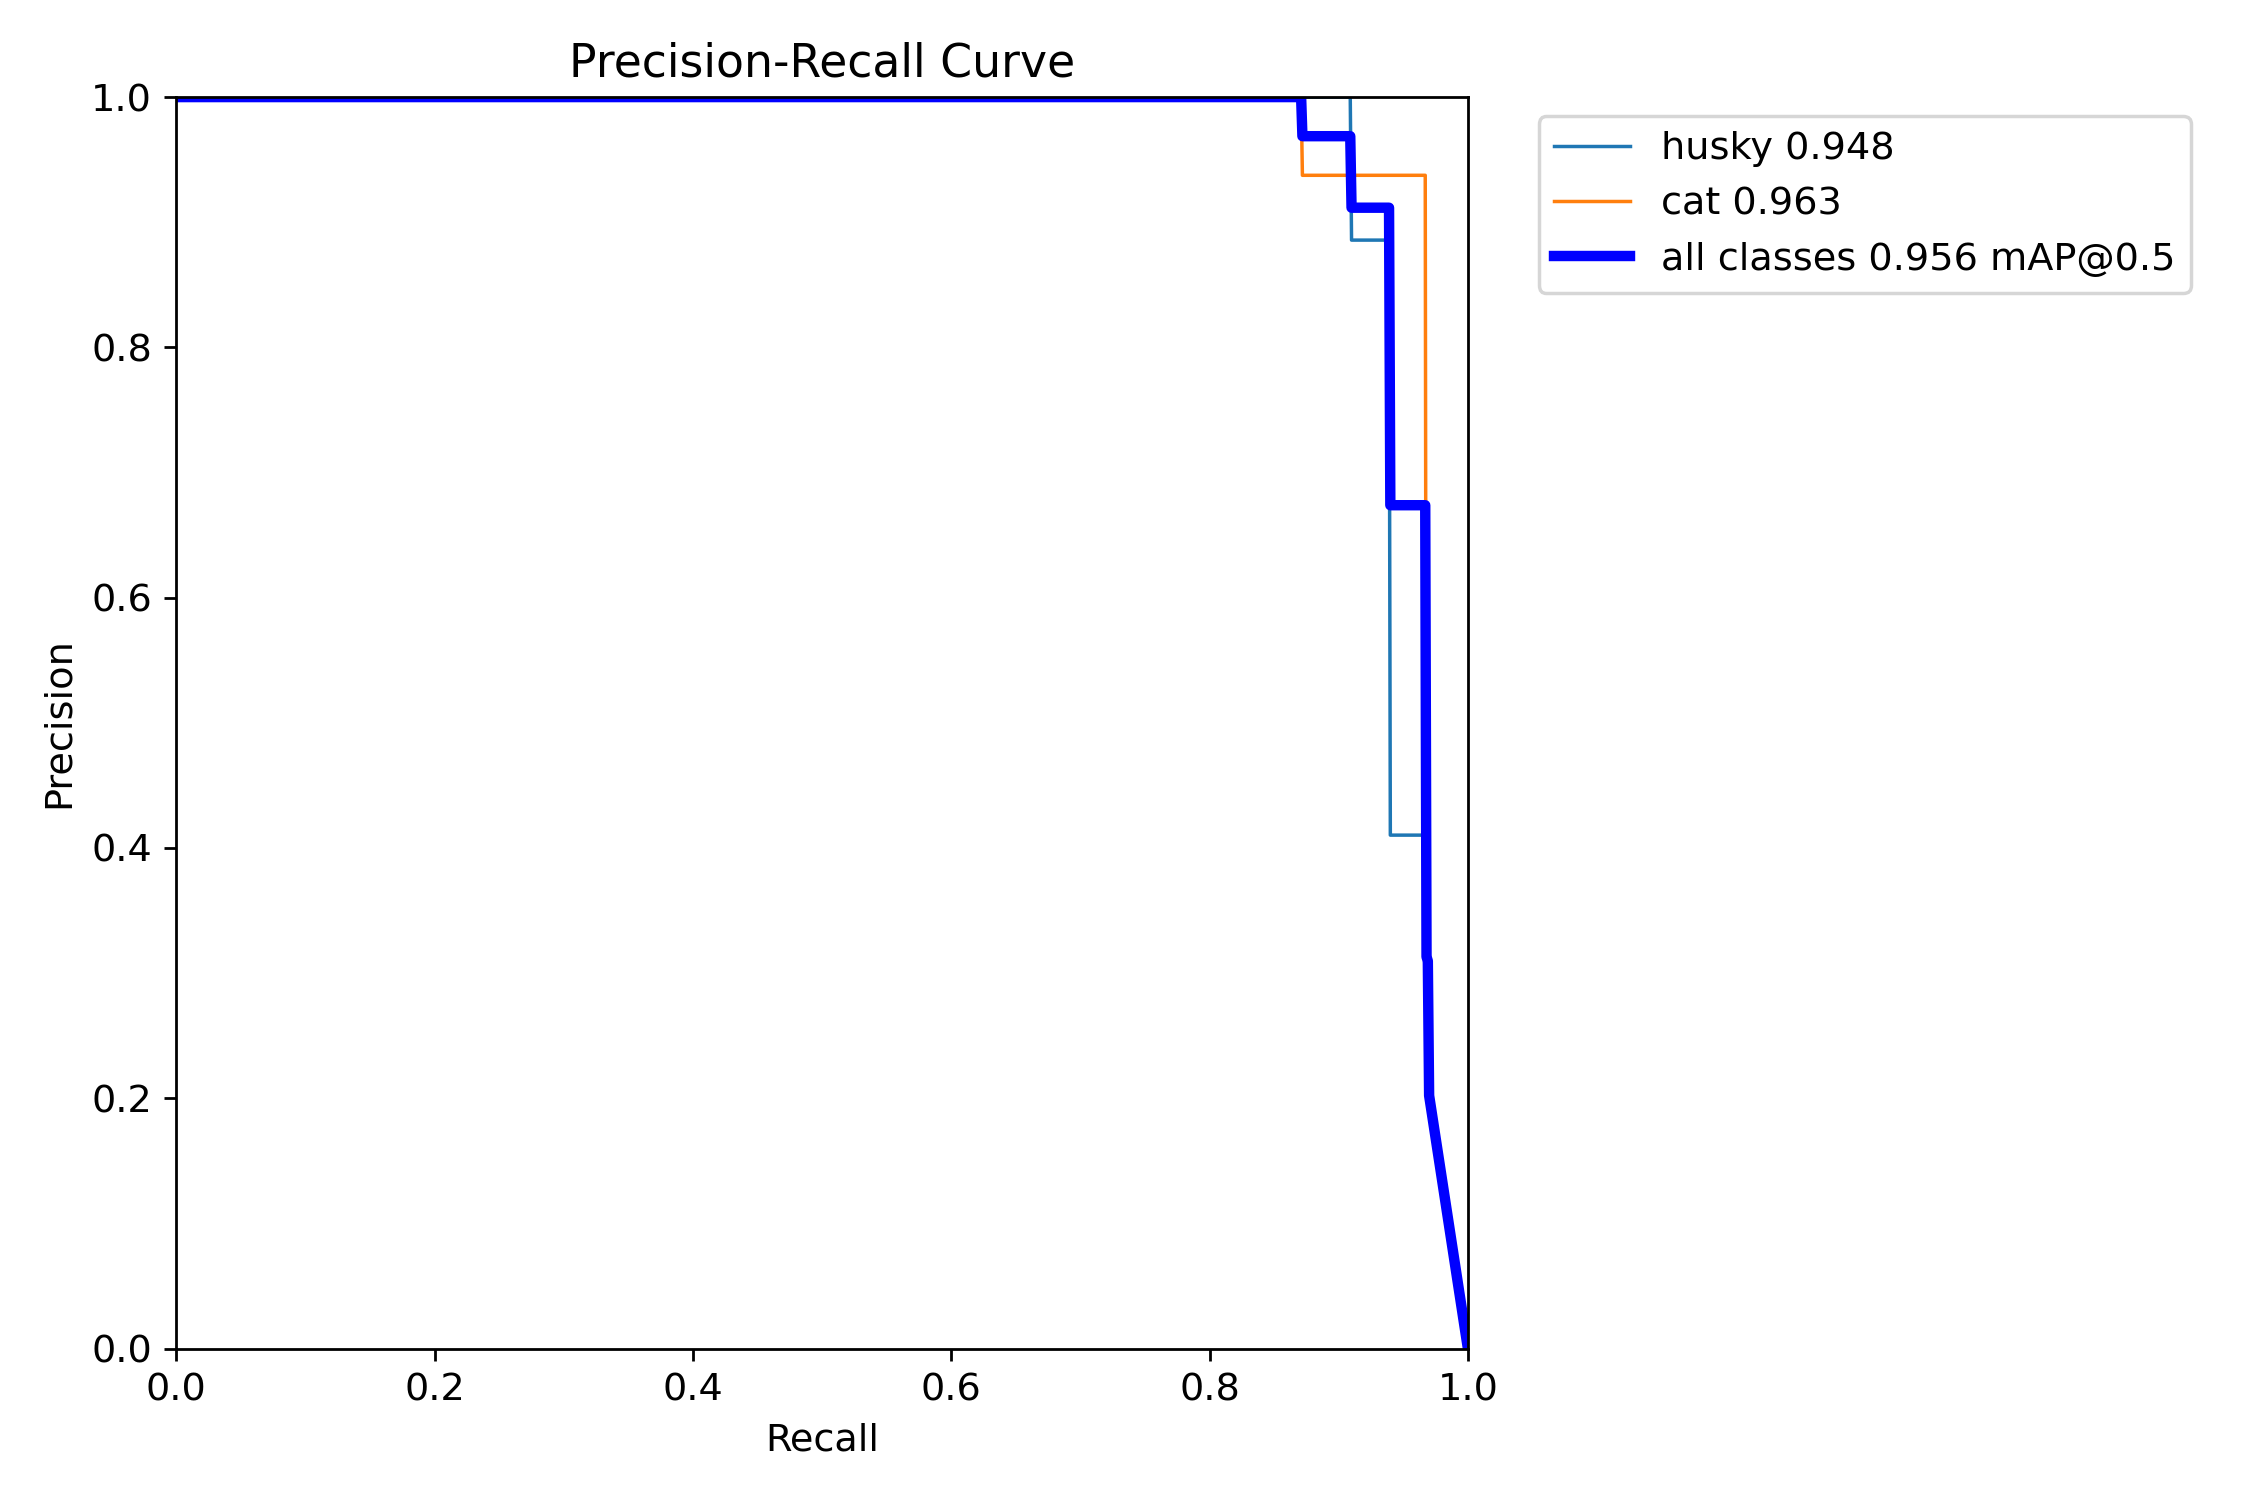 Precision-Recall Curve
1.0
0.8
0.6
0.4
0.2
0.0
Precision
0.0 0.2 0.4 0.6 0.8 1.0
Recall
husky 0.948
cat 0.963
all classes 0.956 mAP@0.5